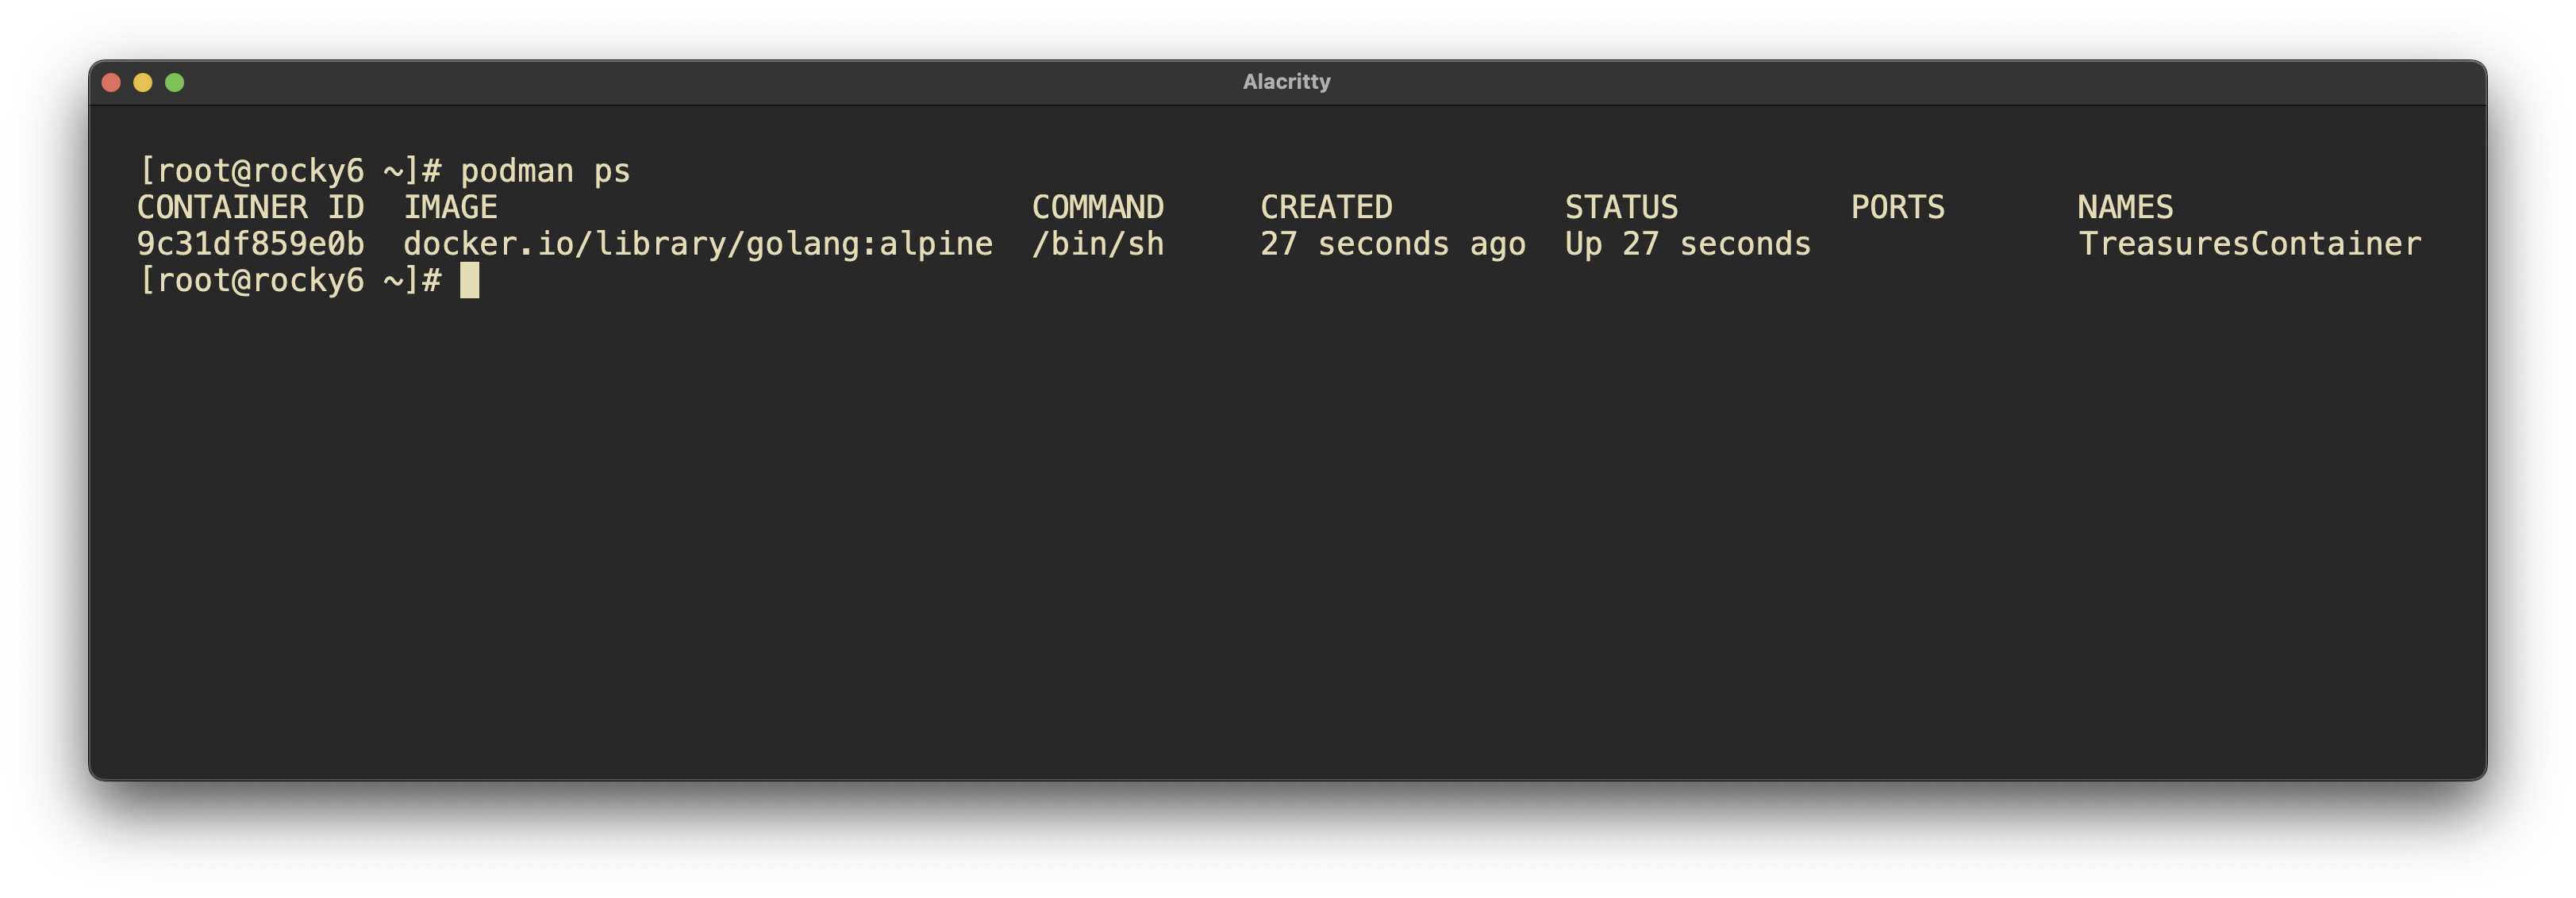 Alacritty
[root@rocky6 ~]# podman ps
CONTAINER ID  IMAGE                            COMMAND     CREATED         STATUS         PORTS       NAMES
9c31df859e0b  docker.io/library/golang:alpine  /bin/sh     27 seconds ago  Up 27 seconds              TreasuresContainer
[root@rocky6 ~]#